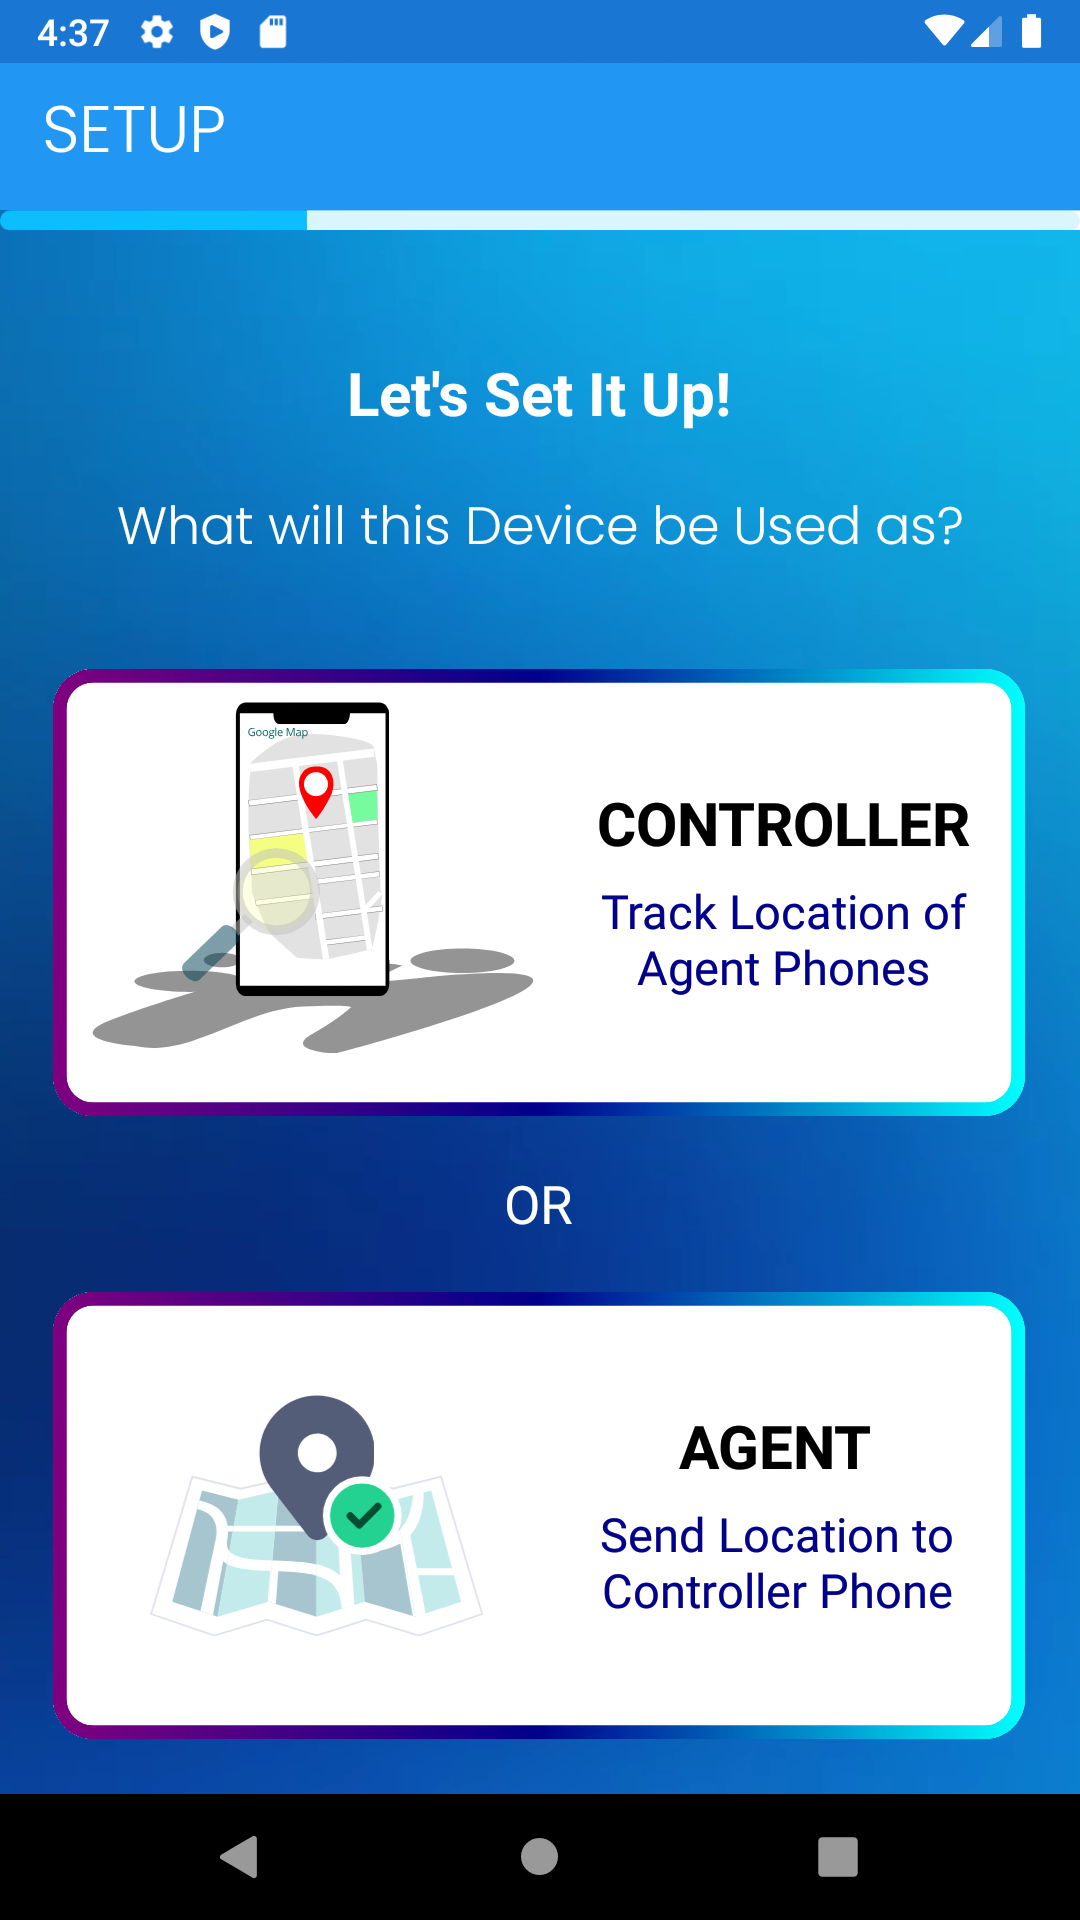 4:37
SETUP
Let's Set It Up!
What will this Device be Used as?
Google Map
CONTROLLER
Track Location of
Agent Phones
OR
AGENT
Send Location to
Controller Phone